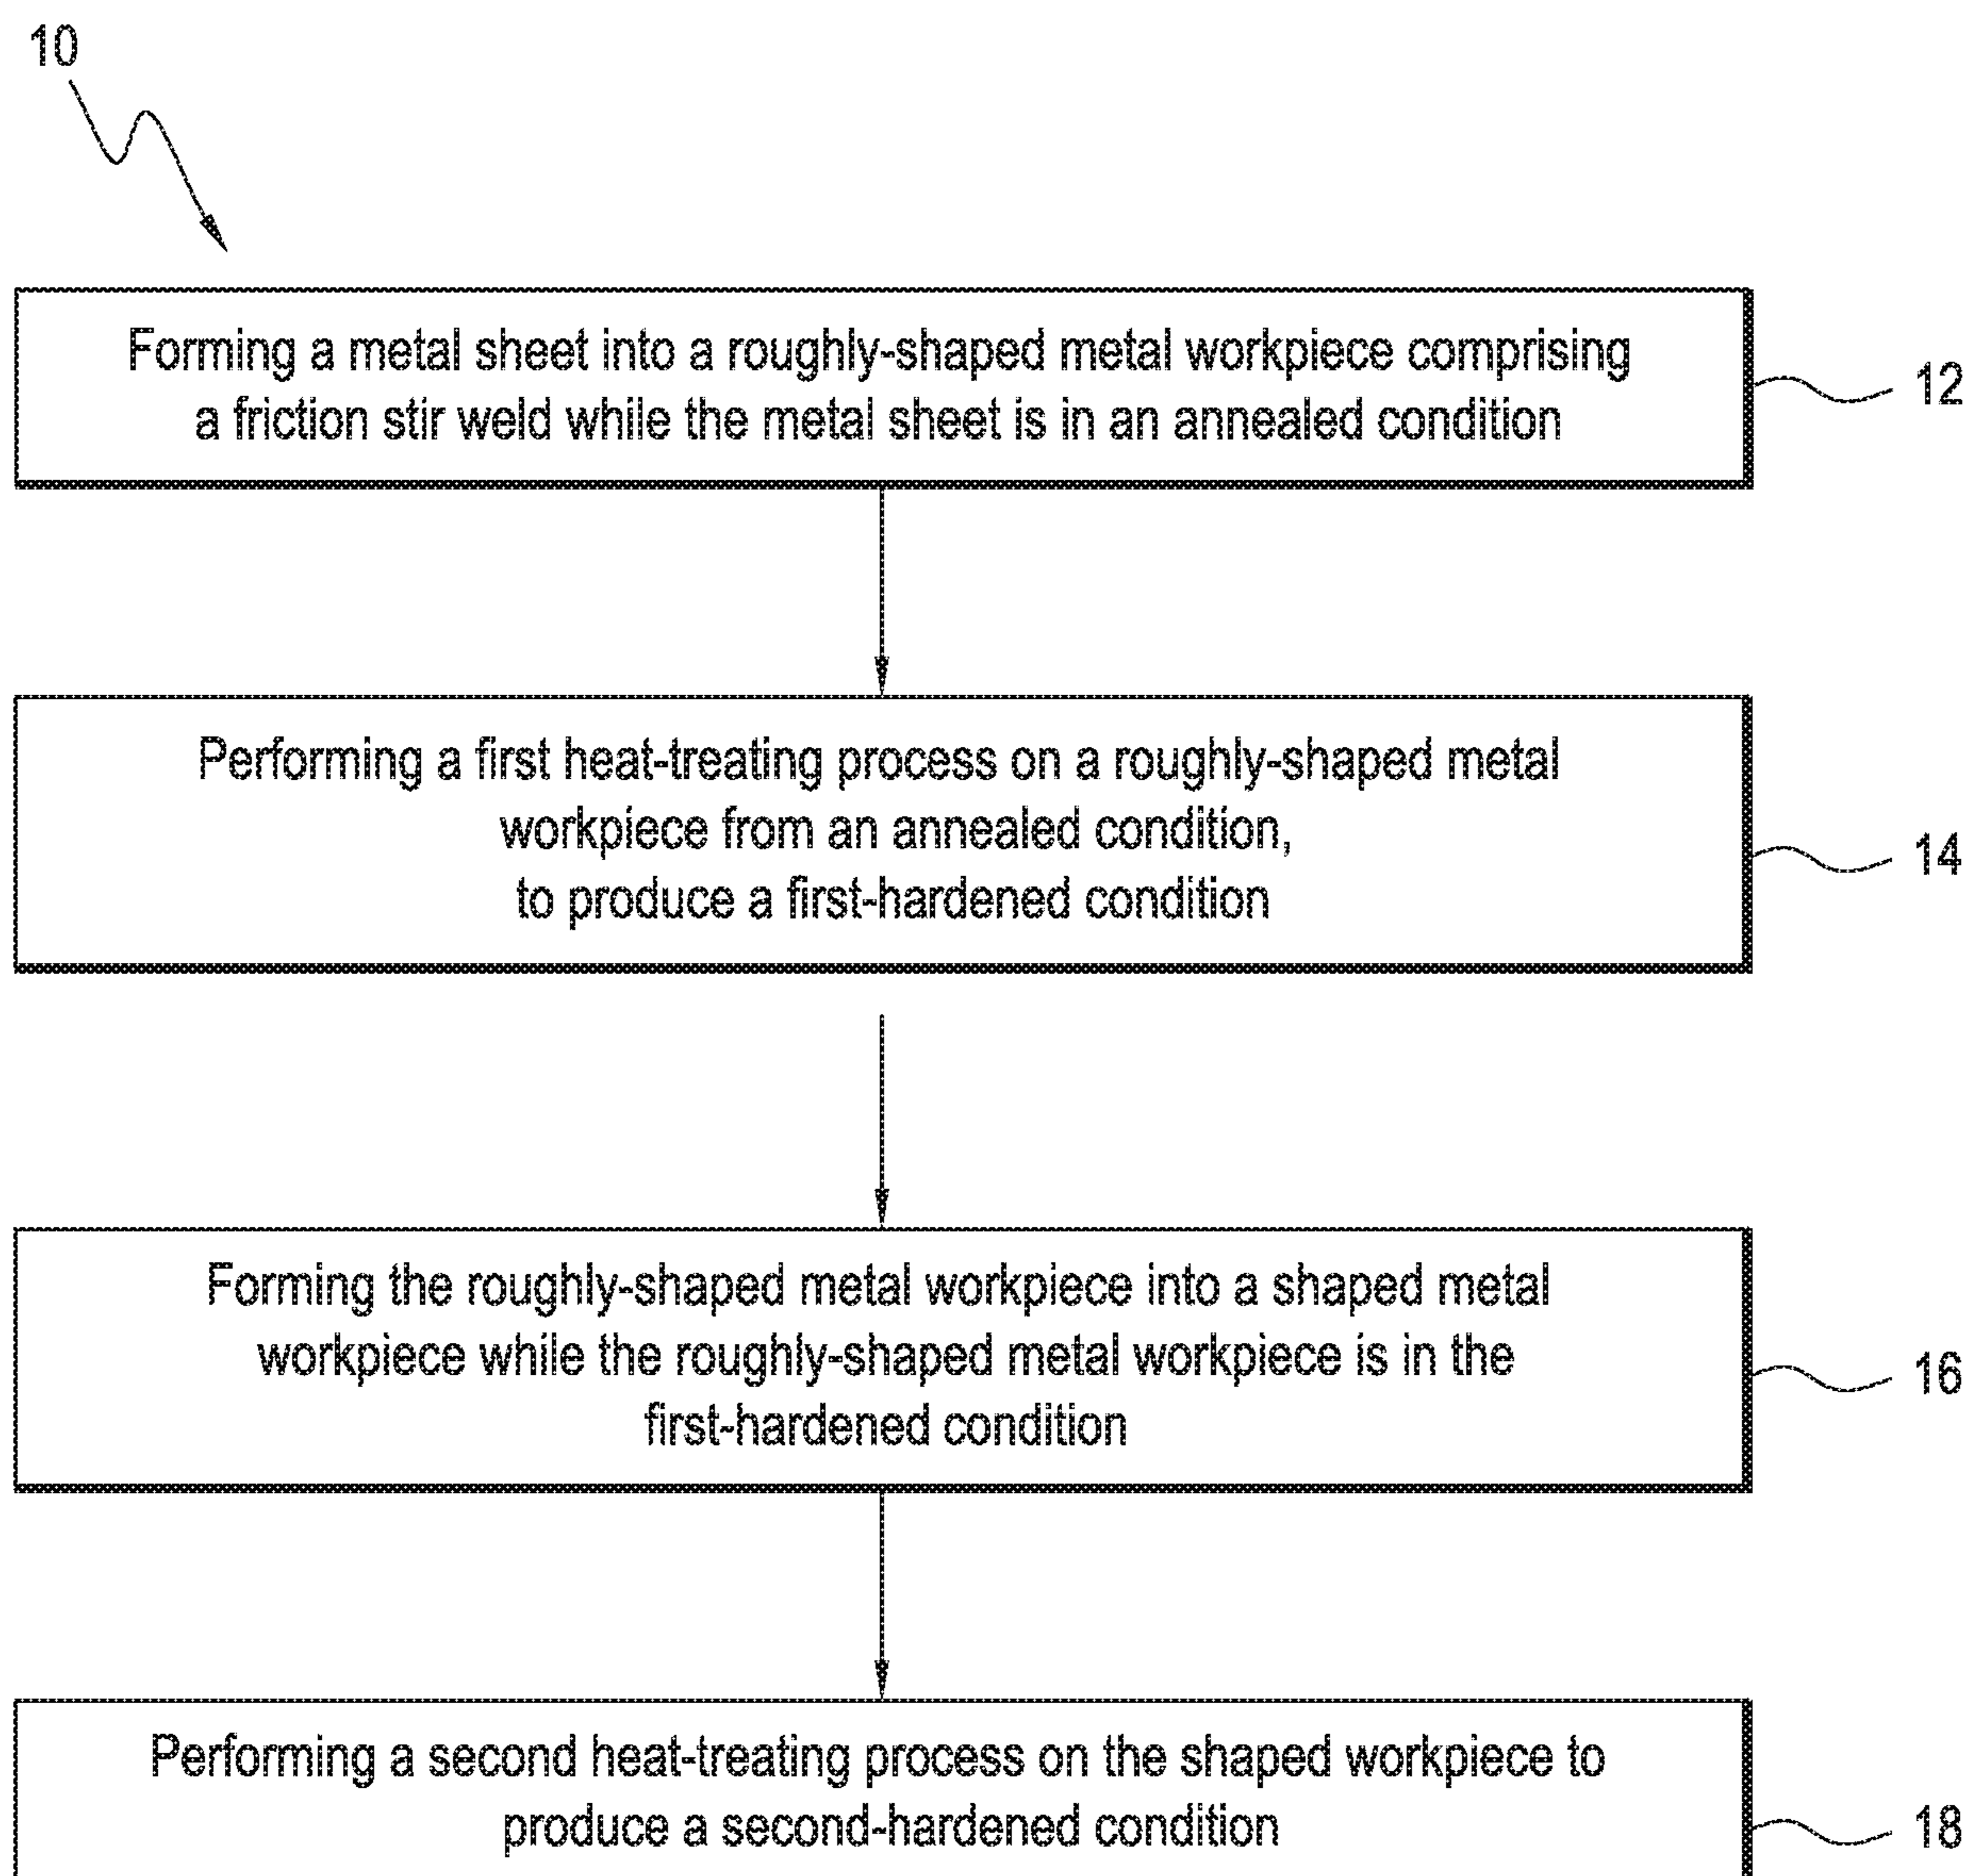 10
Forming a metal sheet into a roughly-shaped metal workpiece comprising
a friction stir weld while the metal sheet is in an annealed condition
12
Performing a first heat-treating process on a roughly-shaped metal
workpiece from an annealed condition,
to produce a first-hardened condition
14
Forming the roughly-shaped metal workpiece into a shaped metal
workpiece while the roughly-shaped metal workpiece is in the
first-hardened condition
16
Performing a second heat-treating process on the shaped workpiece to
produce a second-hardened condition
18